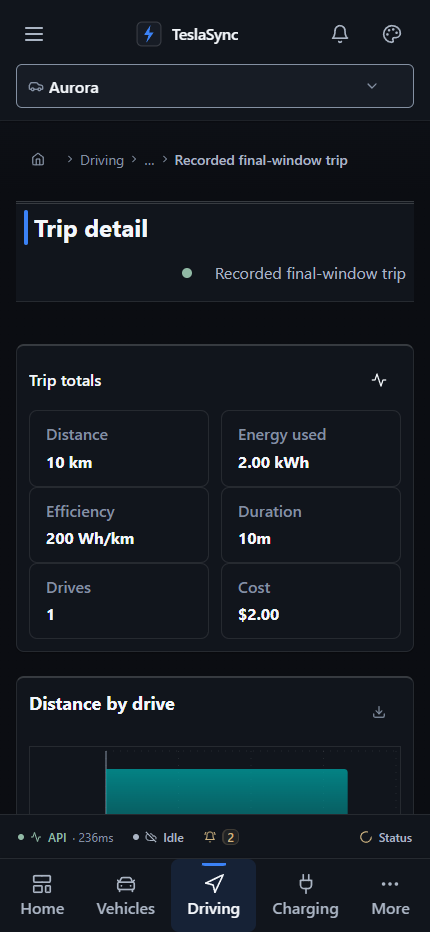 TeslaSync
Aurora
Driving ... Recorded final-window trip
Trip detail
Recorded final-window trip
Trip totals
Distance Energy used
10 km 2.00 kWh
Efficiency Duration
200 Wh/km 10m
Drives Cost
1 $2.00
Distance by drive
API · 236ms Idle 2 Status
Home Vehicles Driving Charging More